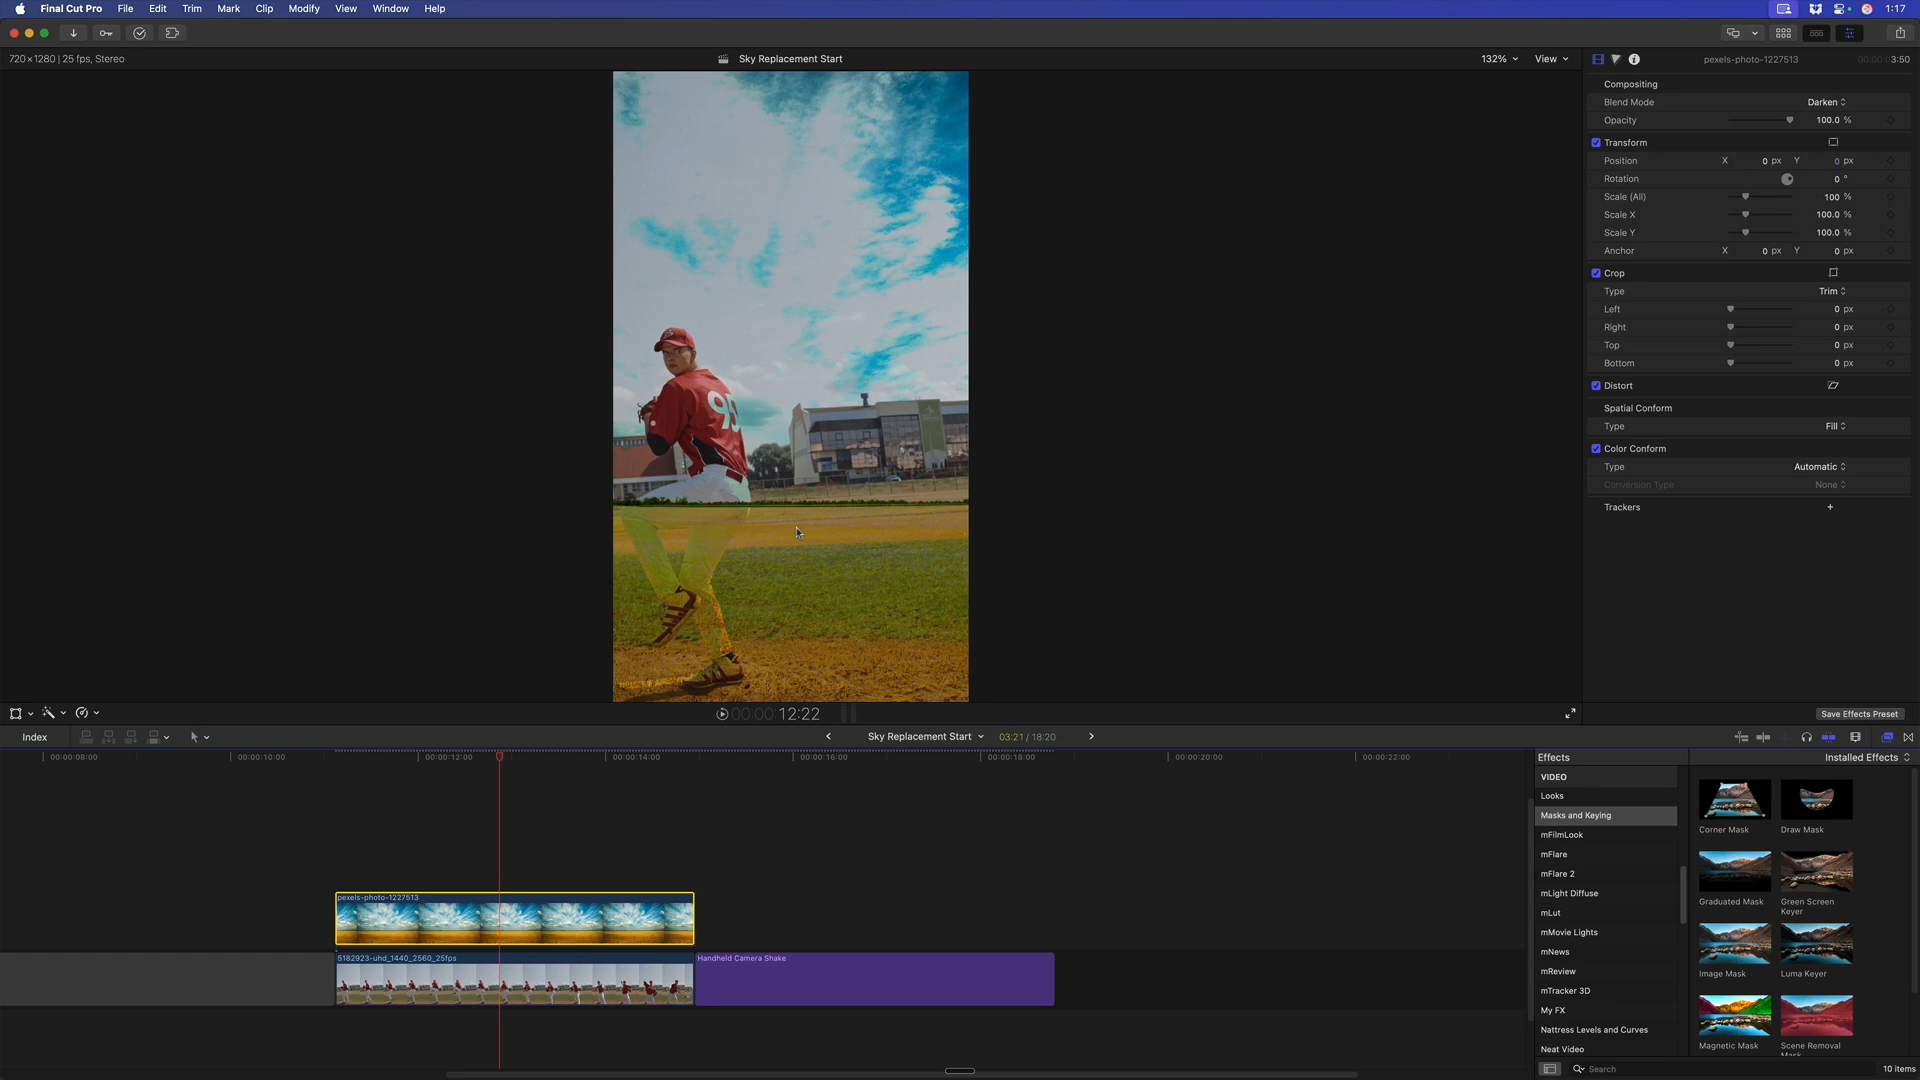 Final Cut Pro File Edit Trim Mark Clip Modify View Window Help 1:17
720×1280 | 25 fps, Stereo
Sky Replacement Start
132% View
pexels-photo-1227513
00:00:03:50
Compositing
Blend Mode Darken
Opacity 100.0 %
Transform
Position X 0 px Y 0 px
Rotation 0 °
Scale (All) 100 %
Scale X 100.0 %
Scale Y 100.0 %
Anchor X 0 px Y 0 px
Crop
Type Trim
Left 0 px
Right 0 px
Top 0 px
Bottom 0 px
Distort
Spatial Conform
Type Fill
Color Conform
Type Automatic
Conversion Type None
Trackers +
95
00:00:12:22
Save Effects Preset
Index
Sky Replacement Start 03:21 / 18:20
00:00:08:00 00:00:10:00 00:00:12:00 00:00:14:00 00:00:16:00 00:00:18:00 00:00:20:00 00:00:22:00
pexels-photo-1227513
5182923-uhd_1440_2560_25fps
Handheld Camera Shake
Effects Installed Effects
VIDEO
Looks
Masks and Keying
mFilmLook
mFlare
mFlare 2
mLight Diffuse
mLut
mMovie Lights
mNews
mReview
mTracker 3D
My FX
Nattress Levels and Curves
Neat Video
Corner Mask
Draw Mask
Graduated Mask
Green Screen
Keyer
Image Mask
Luma Keyer
Magnetic Mask
Scene Removal
Mask
Search
10 items